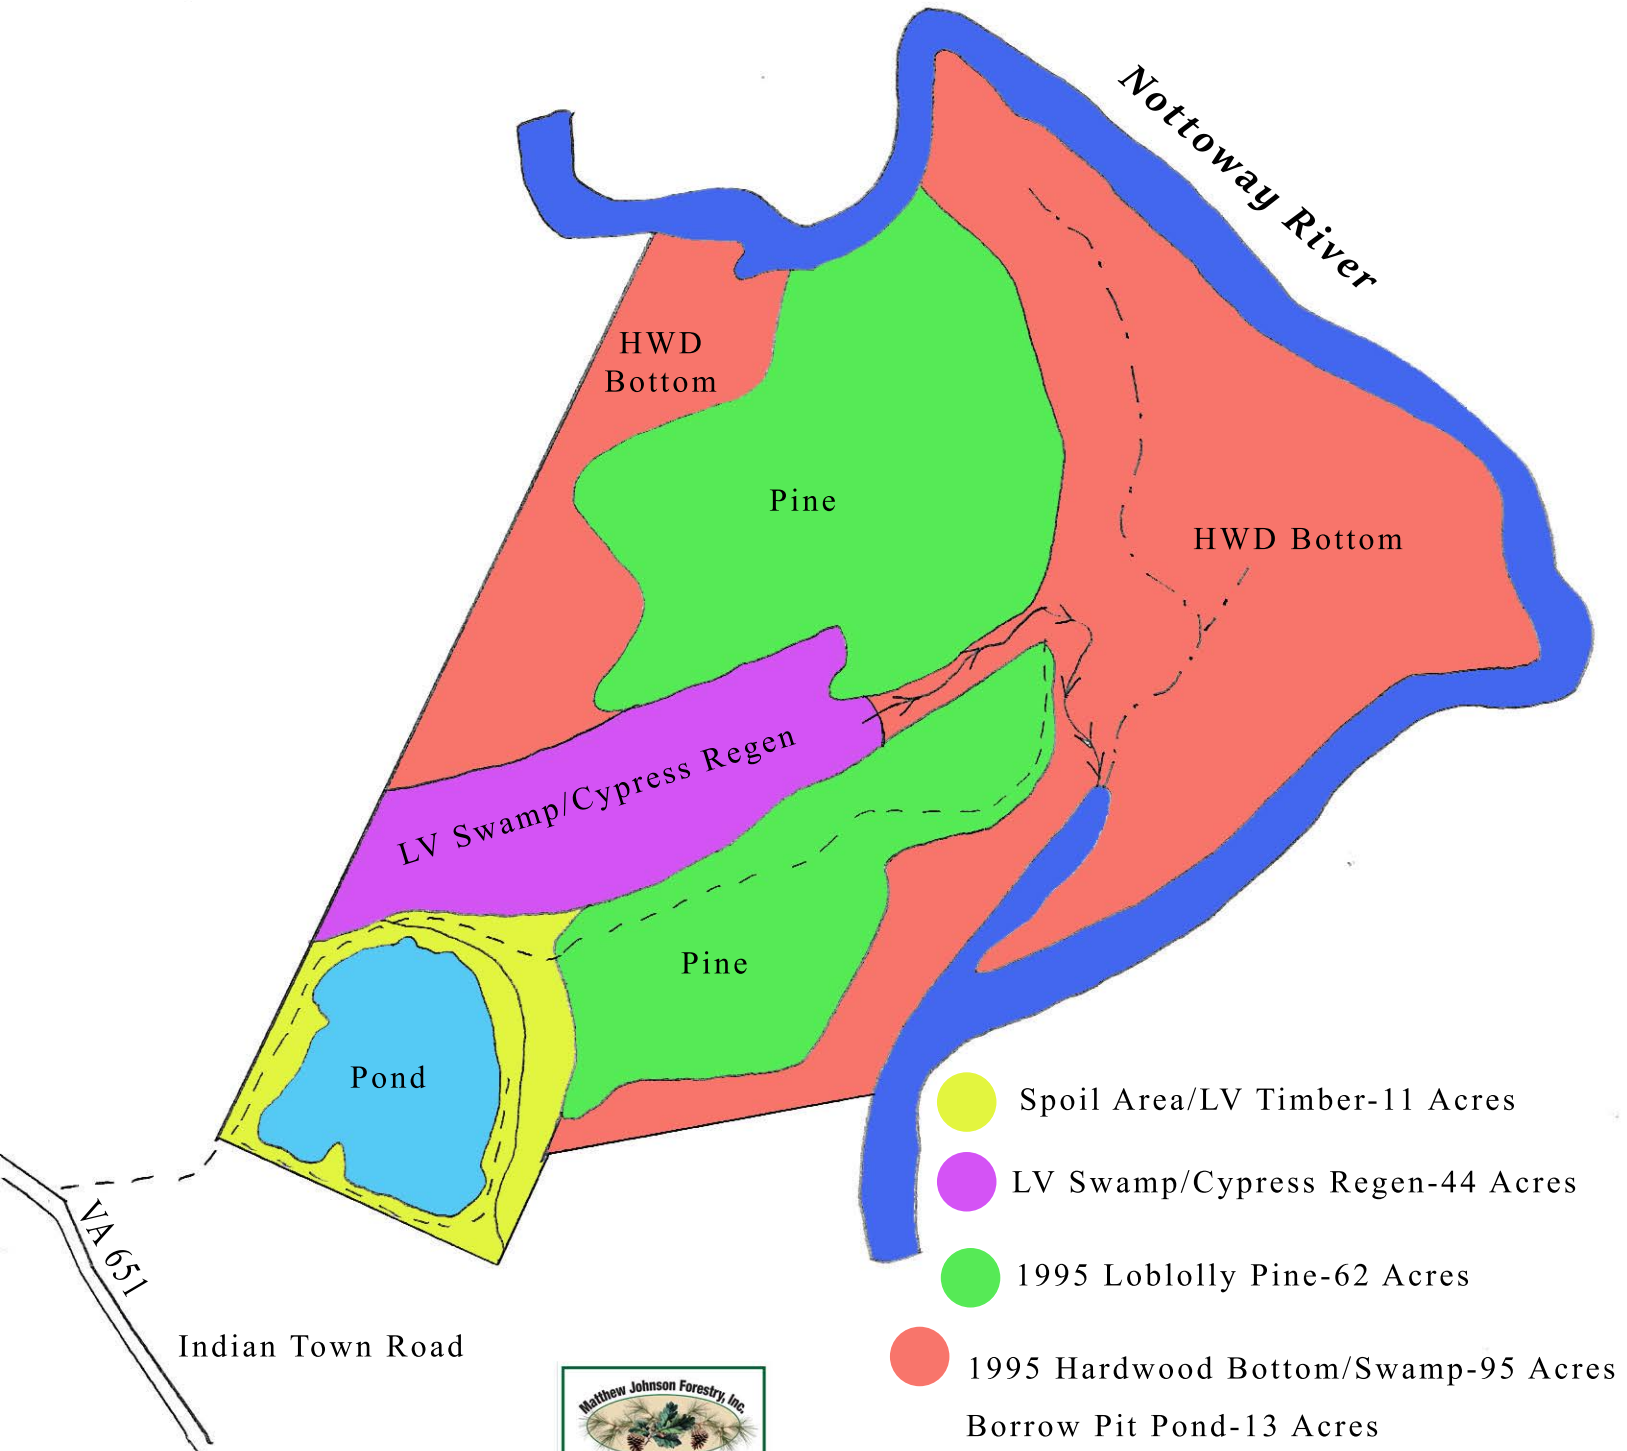 Nottoway River
HWD
Bottom
Pine
HWD Bottom
LV Swamp/Cypress Regen
Pine
Pond
Spoil Area/LV Timber-11 Acres
LV Swamp/Cypress Regen-44 Acres
VA 651
1995 Loblolly Pine-62 Acres
Indian Town Road
1995 Hardwood Bottom/Swamp-95 Acres
Matthew Johnson Forestry, Inc.
Borrow Pit Pond-13 Acres